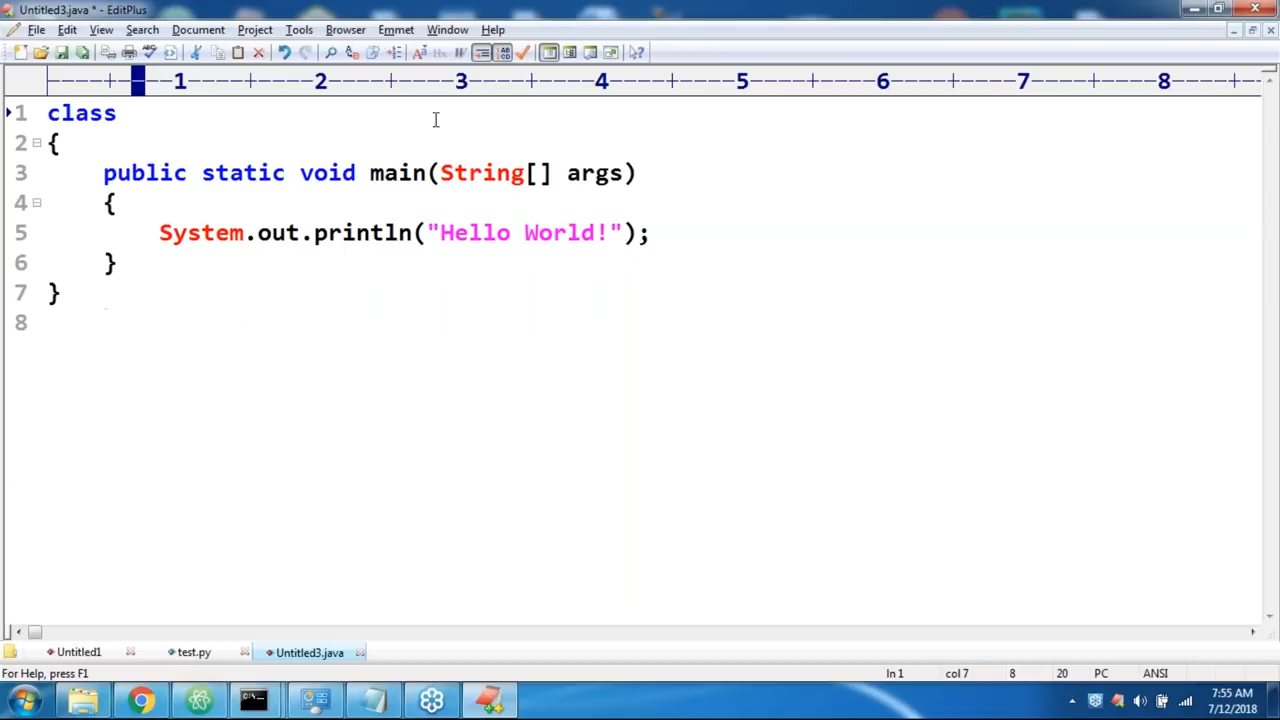 Untitled3.java * - EditPlus
File Edit View Search Document Project Tools Browser Emmet Window Help
----+----1----+----2----+----3----+----4----+----5----+----6----+----7----+----8----+-
1 class
2 {
3 public static void main(String[] args)
4 {
5 System.out.println("Hello World!");
6 }
7 }
8
Untitled1 test.py Untitled3.java
For Help, press F1 ln 1 col 7 8 20 PC ANSI
7:55 AM
7/12/2018